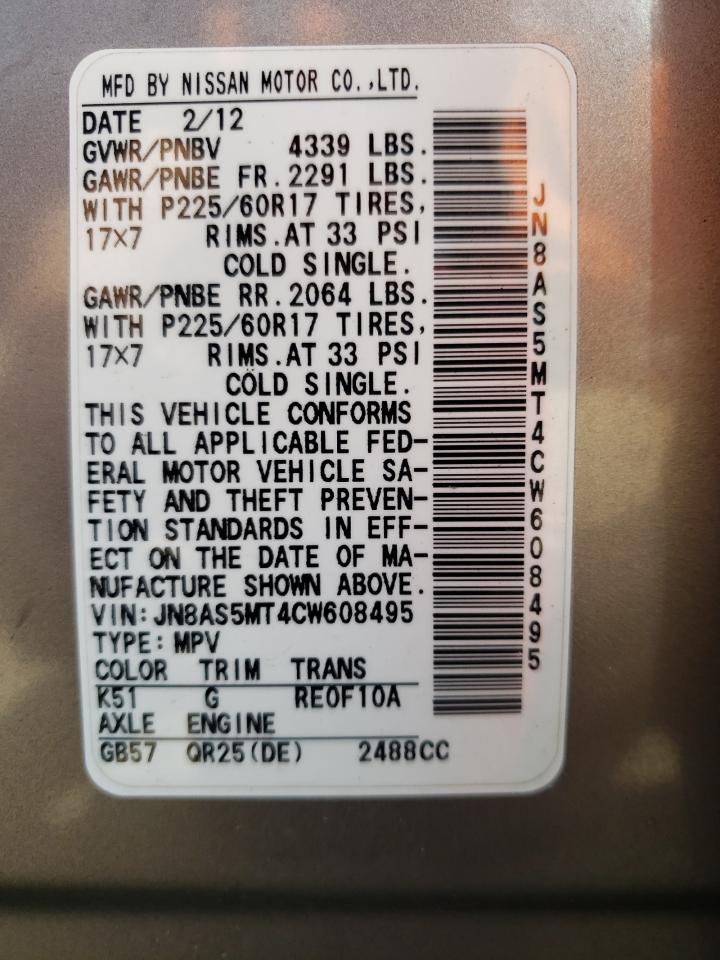 MFD BY NISSAN MOTOR CO.,LTD.
DATE 2/12
GVWR/PNBV 4339 LBS.
GAWR/PNBE FR.2291 LBS.
WITH P225/60R17 TIRES,
17X7 RIMS.AT 33 PSI
COLD SINGLE.
GAWR/PNBE RR.2064 LBS.
WITH P225/60R17 TIRES,
17X7 RIMS.AT 33 PSI
COLD SINGLE.
THIS VEHICLE CONFORMS
TO ALL APPLICABLE FED-
ERAL MOTOR VEHICLE SA-
FETY AND THEFT PREVEN-
TION STANDARDS IN EFF-
ECT ON THE DATE OF MA-
NUFACTURE SHOWN ABOVE.
VIN:JN8AS5MT4CW608495
TYPE:MPV
COLOR TRIM TRANS
K51 G RE0F10A
AXLE ENGINE
GB57 QR25(DE) 2488CC
JN8AS5MT4CW608495